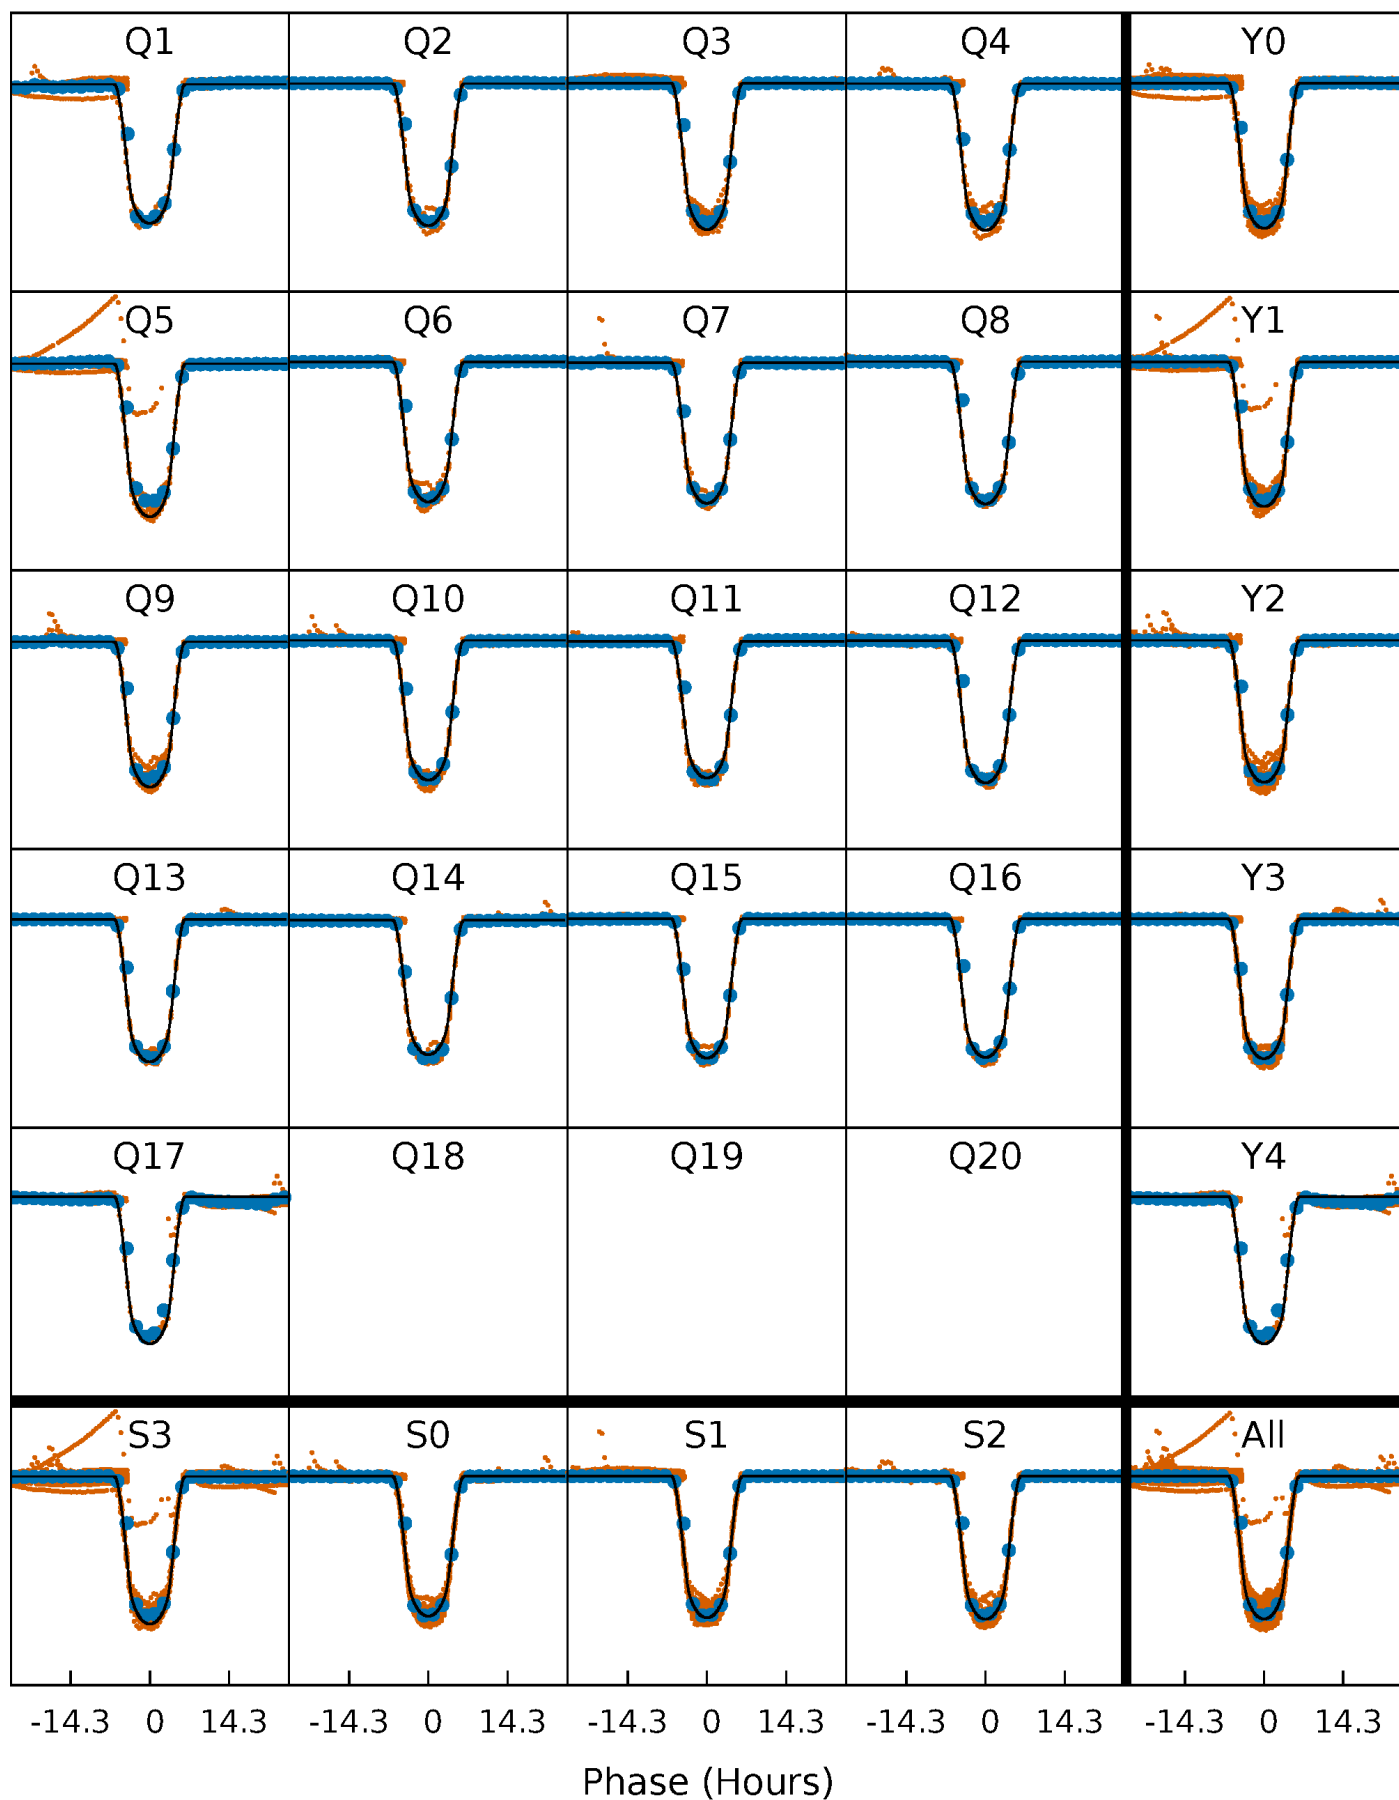 Q1 Q2 Q3 Q4 Y0
Q5 Q6 Q7 Q8 Y1
Q9 Q10 Q11 Q12 Y2
Q13 Q14 Q15 Q16 Y3
Q17 Q18 Q19 Q20 Y4
S3 S0 S1 S2 All
-14.3 0 14.3 -14.3 0 14.3 -14.3 0 14.3 -14.3 0 14.3 -14.3 0 14.3
Phase (Hours)